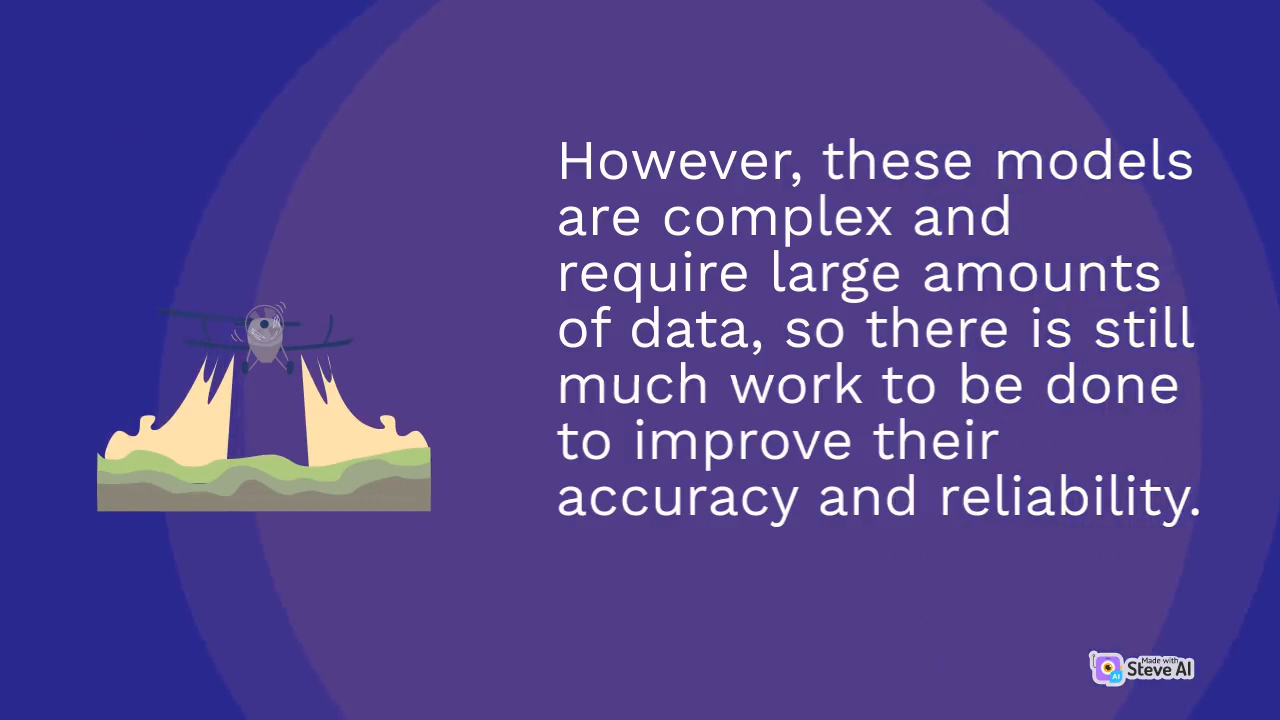 However, these models
are complex and
require large amounts
of data, so there is still
much work to be done
to improve their
accuracy and reliability.
Made with
Steve AI
AI